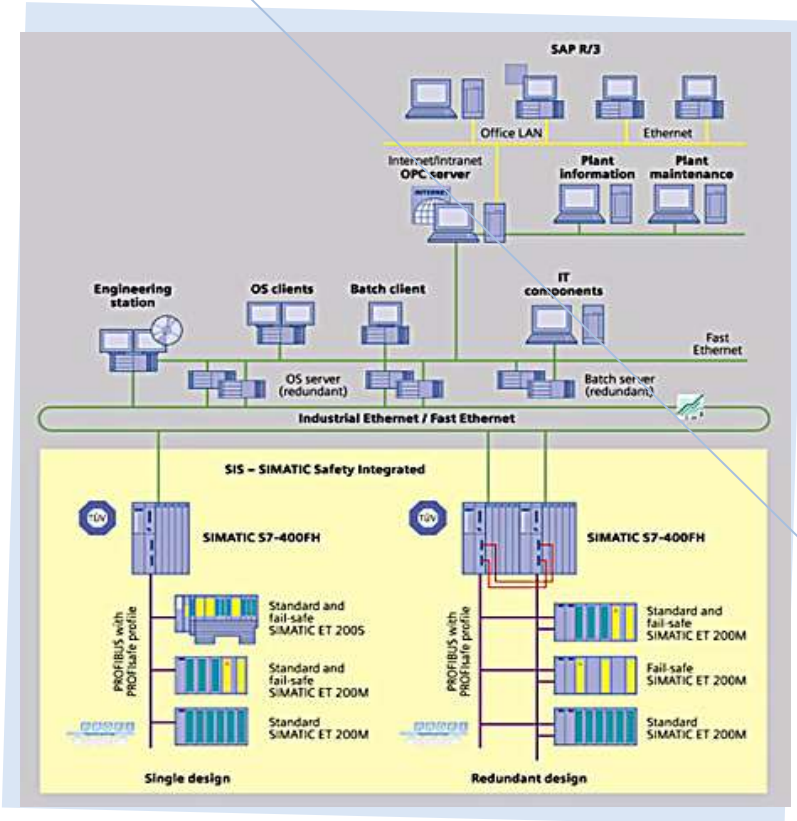 SAP R/3
Office LAN
Ethernet
Internet/Intranet
OPC server
INTERNET
Plant
information
Plant
maintenance
Engineering
station
OS clients
Batch client
IT
components
Fast
Ethernet
OS server
(redundant)
Batch server
(redundant)
Industrial Ethernet / Fast Ethernet
SIS – SIMATIC Safety Integrated
TÜV
SIMATIC S7-400FH
TÜV
SIMATIC S7-400FH
PROFIBUS with
PROFIsafe profile
Standard and
fail-safe
SIMATIC ET 200S
Standard and
fail-safe
SIMATIC ET 200M
Standard
SIMATIC ET 200M
Single design
PROFIBUS with
PROFIsafe profile
Standard and
fail-safe
SIMATIC ET 200M
Fail-safe
SIMATIC ET 200M
Standard
SIMATIC ET 200M
Redundant design